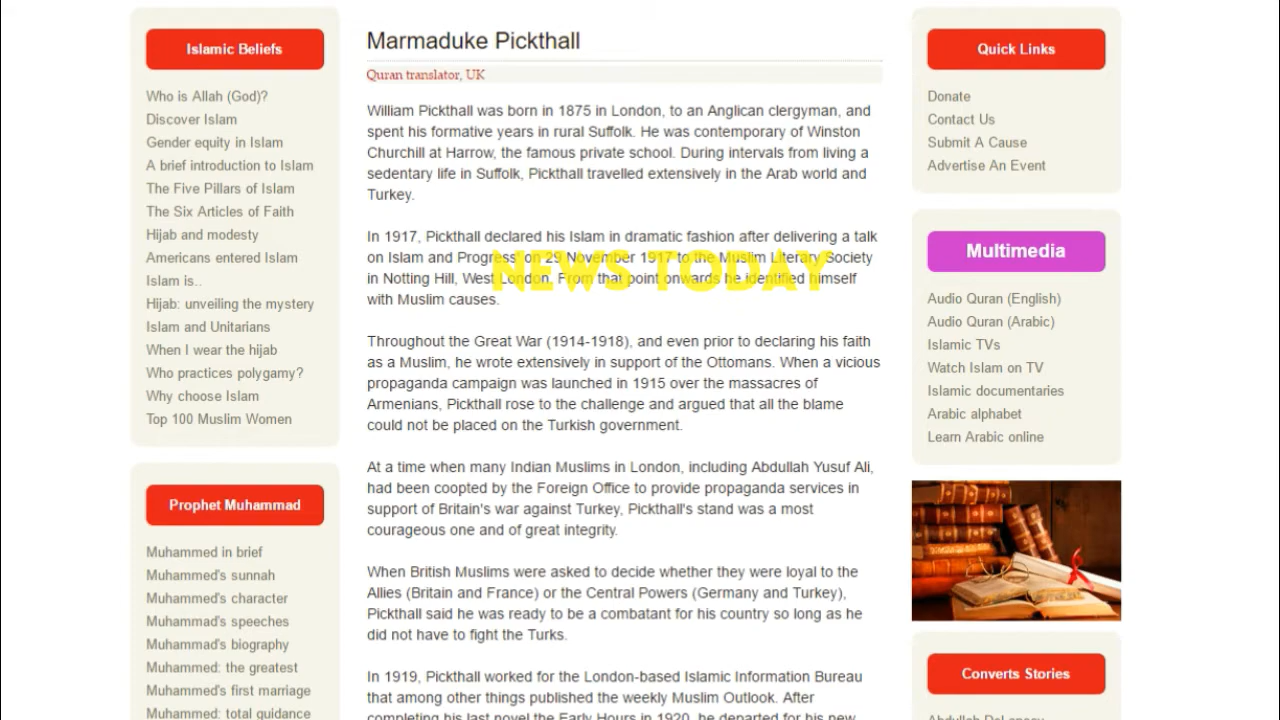 Islamic Beliefs
Who is Allah (God)?
Discover Islam
Gender equity in Islam
A brief introduction to Islam
The Five Pillars of Islam
The Six Articles of Faith
Hijab and modesty
Americans entered Islam
Islam is..
Hijab: unveiling the mystery
Islam and Unitarians
When I wear the hijab
Who practices polygamy?
Why choose Islam
Top 100 Muslim Women
Prophet Muhammad
Muhammed in brief
Muhammed's sunnah
Muhammed's character
Muhammed's speeches
Muhammad's biography
Muhammed: the greatest
Muhammed's first marriage
Muhammed: total guidance
Marmaduke Pickthall
Quran translator, UK
William Pickthall was born in 1875 in London, to an Anglican clergyman, and
spent his formative years in rural Suffolk. He was contemporary of Winston
Churchill at Harrow, the famous private school. During intervals from living a
sedentary life in Suffolk, Pickthall travelled extensively in the Arab world and
Turkey.
In 1917, Pickthall declared his Islam in dramatic fashion after delivering a talk
on Islam and Progress' on 29 November 1917 to the Muslim Literary Society
in Notting Hill, West London. From that point onwards he identified himself
with Muslim causes.
NEWS TODAY
Throughout the Great War (1914-1918), and even prior to declaring his faith
as a Muslim, he wrote extensively in support of the Ottomans. When a vicious
propaganda campaign was launched in 1915 over the massacres of
Armenians, Pickthall rose to the challenge and argued that all the blame
could not be placed on the Turkish government.
At a time when many Indian Muslims in London, including Abdullah Yusuf Ali,
had been coopted by the Foreign Office to provide propaganda services in
support of Britain's war against Turkey, Pickthall's stand was a most
courageous one and of great integrity.
When British Muslims were asked to decide whether they were loyal to the
Allies (Britain and France) or the Central Powers (Germany and Turkey),
Pickthall said he was ready to be a combatant for his country so long as he
did not have to fight the Turks.
In 1919, Pickthall worked for the London-based Islamic Information Bureau
that among other things published the weekly Muslim Outlook. After
completing his last novel the Early Hours in 1920, he departed for his new
Quick Links
Donate
Contact Us
Submit A Cause
Advertise An Event
Multimedia
Audio Quran (English)
Audio Quran (Arabic)
Islamic TVs
Watch Islam on TV
Islamic documentaries
Arabic alphabet
Learn Arabic online
Converts Stories